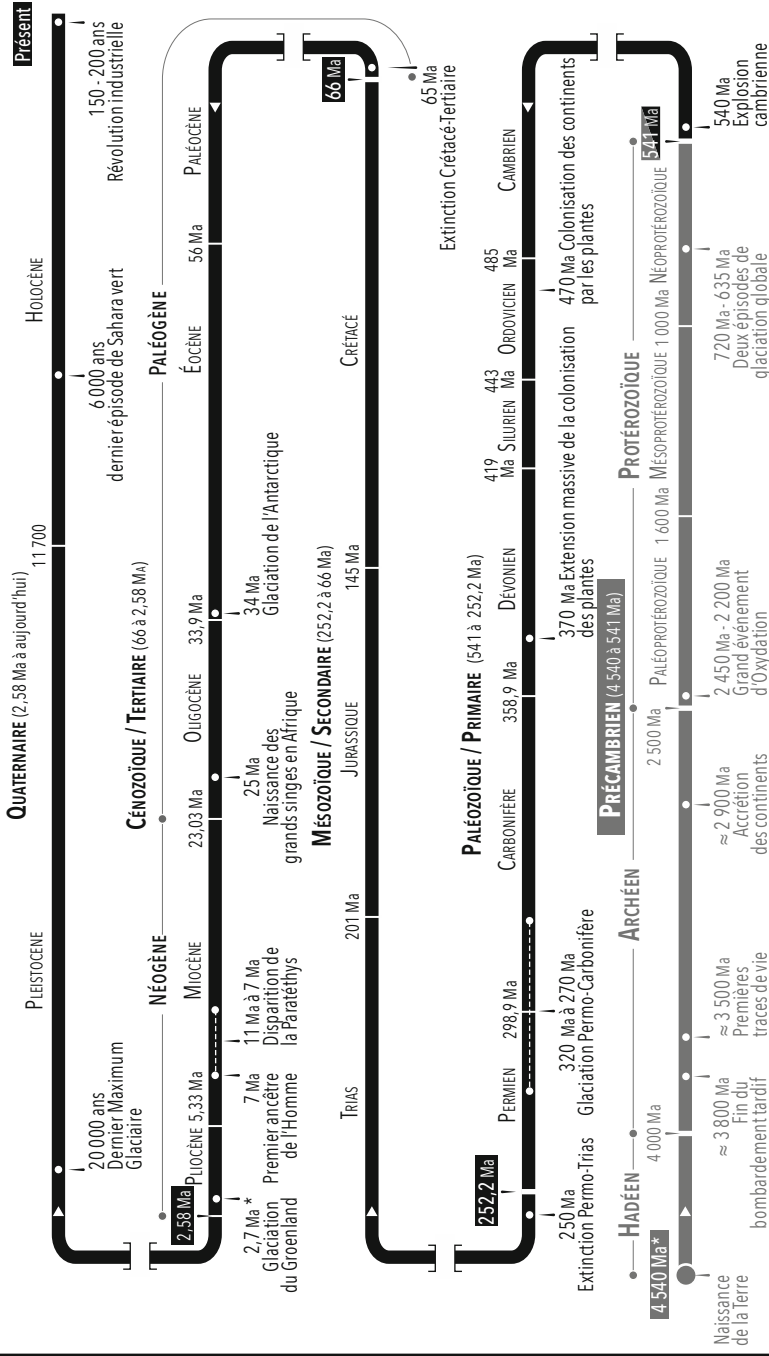 QUATERNAIRE (2,58 Ma à aujourd'hui)
PLEISTOCENE
11 700
HOLOCÈNE
Présent
20 000 ans
Dernier Maximum
Glaciaire
6 000 ans
dernier épisode de Sahara vert
150 - 200 ans
Révolution industrielle
CÉNOZOÏQUE / TERTIAIRE (66 à 2,58 MA)
NÉOGÈNE
PALÉOGÈNE
2,58 Ma
PLIOCÈNE
5,33 Ma
MIOCÈNE
23,03 Ma
OLIGOCÈNE
33,9 Ma
ÉOCÈNE
56 Ma
PALÉOCÈNE
2,7 Ma *
Glaciation
du Groenland
7 Ma
Premier ancêtre
de l'Homme
11 Ma à 7 Ma
Disparition de
la Paratéthys
25 Ma
Naissance des
grands singes en Afrique
34 Ma
Glaciation de l'Antarctique
MÉSOZOÏQUE / SECONDAIRE (252,2 à 66 Ma)
TRIAS
201 Ma
JURASSIQUE
145 Ma
CRÉTACÉ
66 Ma
65 Ma
Extinction Crétacé-Tertiaire
PALÉOZOÏQUE / PRIMAIRE (541 à 252,2 Ma)
252,2 Ma
PERMIEN
298,9 Ma
CARBONIFÈRE
358,9 Ma
DÉVONIEN
419
Ma
SILURIEN
443
Ma
ORDOVICIEN
485
Ma
CAMBRIEN
250 Ma
Extinction Permo-Trias
320 Ma à 270 Ma
Glaciation Permo-Carbonifère
370 Ma Extension massive de la colonisation
des plantes
470 Ma Colonisation des continents
par les plantes
PRÉCAMBRIEN (4 540 à 541 Ma)
HADÉEN
ARCHÉEN
PROTÉROZOÏQUE
4 540 Ma*
4 000 Ma
2 500 Ma
PALÉOPROTÉROZOÏQUE
1 600 Ma
MÉSOPROTÉROZOÏQUE
1 000 Ma
NÉOPROTÉROZOÏQUE
541 Ma
Naissance
de la Terre
≈ 3 800 Ma
Fin du
bombardement tardif
≈ 3 500 Ma
Premières
traces de vie
≈ 2 900 Ma
Accrétion
des continents
2 450 Ma - 2 200 Ma
Grand événement
d'Oxydation
720 Ma - 635 Ma
Deux épisodes de
glaciation globale
540 Ma
Explosion
cambrienne